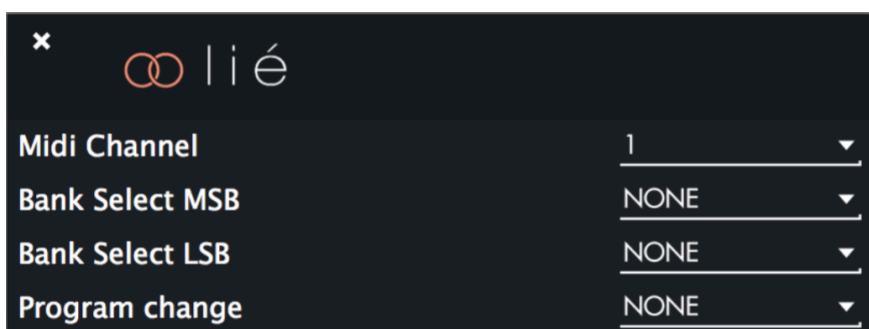 lié
Midi Channel 1
Bank Select MSB NONE
Bank Select LSB NONE
Program change NONE